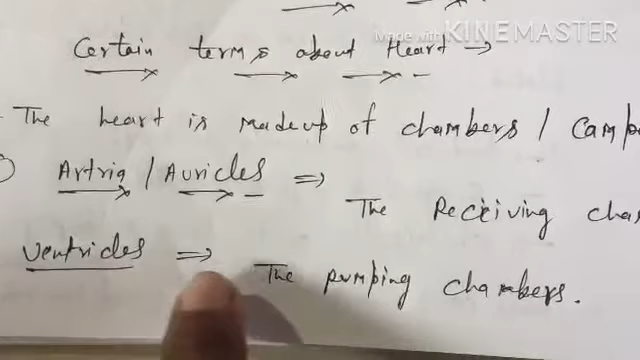 Made with KINEMASTER
Certain terms about Heart →
The heart is madeup of chambers / Camp
Artria / Auricles ⇒
The Receiving cha
Ventricles ⇒ The pumping chambers.